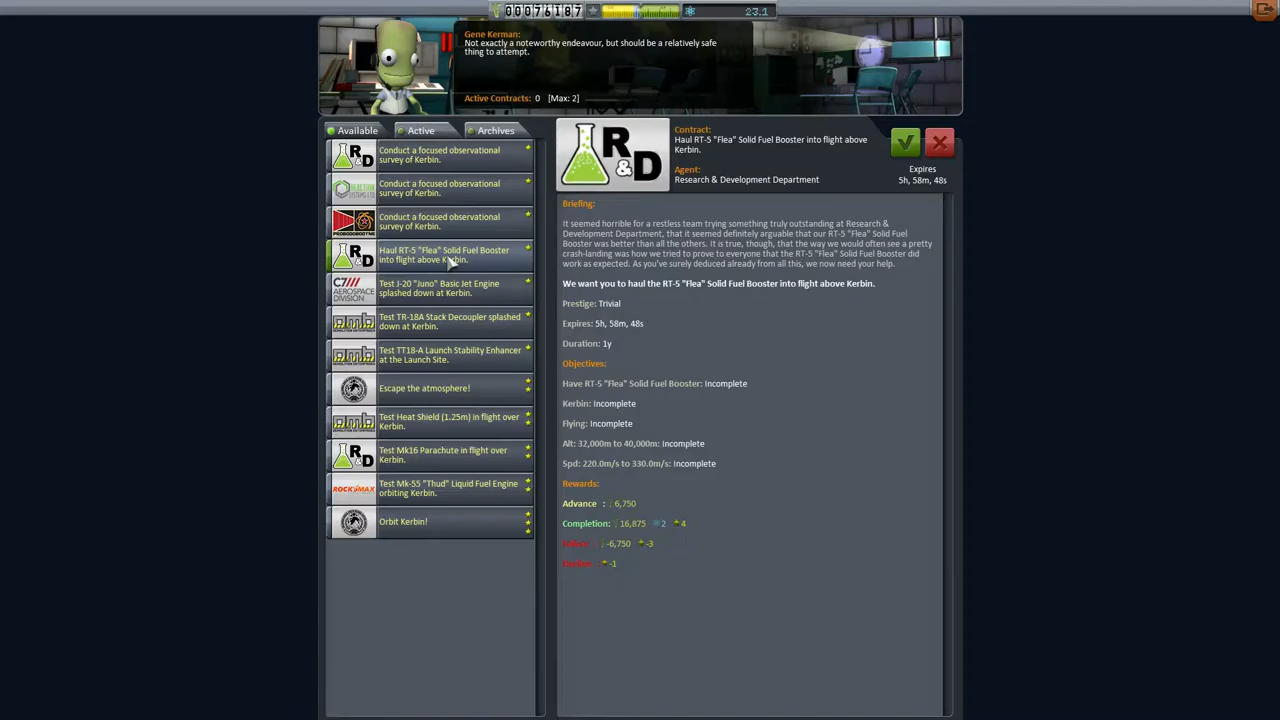 00076187
23.1
Gene Kerman:
Not exactly a noteworthy endeavour, but should be a relatively safe
thing to attempt.
Active Contracts: 0 [Max: 2]
Available
Active
Archives
R&D
Conduct a focused observational
survey of Kerbin.
REACTION
SYSTEMS LTD
Conduct a focused observational
survey of Kerbin.
PROBODOBODYNE
Conduct a focused observational
survey of Kerbin.
R&D
Haul RT-5 "Flea" Solid Fuel Booster
into flight above Kerbin.
C7
AEROSPACE
DIVISION
Test J-20 "Juno" Basic Jet Engine
splashed down at Kerbin.
Test TR-18A Stack Decoupler splashed
down at Kerbin.
Test TT18-A Launch Stability Enhancer
at the Launch Site.
Escape the atmosphere!
Test Heat Shield (1.25m) in flight over
Kerbin.
R&D
Test Mk16 Parachute in flight over
Kerbin.
ROCKOMAX
Test Mk-55 "Thud" Liquid Fuel Engine
orbiting Kerbin.
Orbit Kerbin!
R&D
Contract:
Haul RT-5 "Flea" Solid Fuel Booster into flight above
Kerbin.
Agent:
Research & Development Department
Expires
5h, 58m, 48s
Briefing:
It seemed horrible for a restless team trying something truly outstanding at Research &
Development Department, that it seemed definitely arguable that our RT-5 "Flea" Solid Fuel
Booster was better than all the others. It is true, though, that the way we would often see a pretty
crash-landing was how we tried to prove to everyone that the RT-5 "Flea" Solid Fuel Booster did
work as expected. As you've surely deduced already from all this, we now need your help.
We want you to haul the RT-5 "Flea" Solid Fuel Booster into flight above Kerbin.
Prestige: Trivial
Expires: 5h, 58m, 48s
Duration: 1y
Objectives:
Have RT-5 "Flea" Solid Fuel Booster: Incomplete
Kerbin: Incomplete
Flying: Incomplete
Alt: 32,000m to 40,000m: Incomplete
Spd: 220.0m/s to 330.0m/s: Incomplete
Rewards:
Advance : 6,750
Completion: 16,875 2 4
-6,750 -3
-1